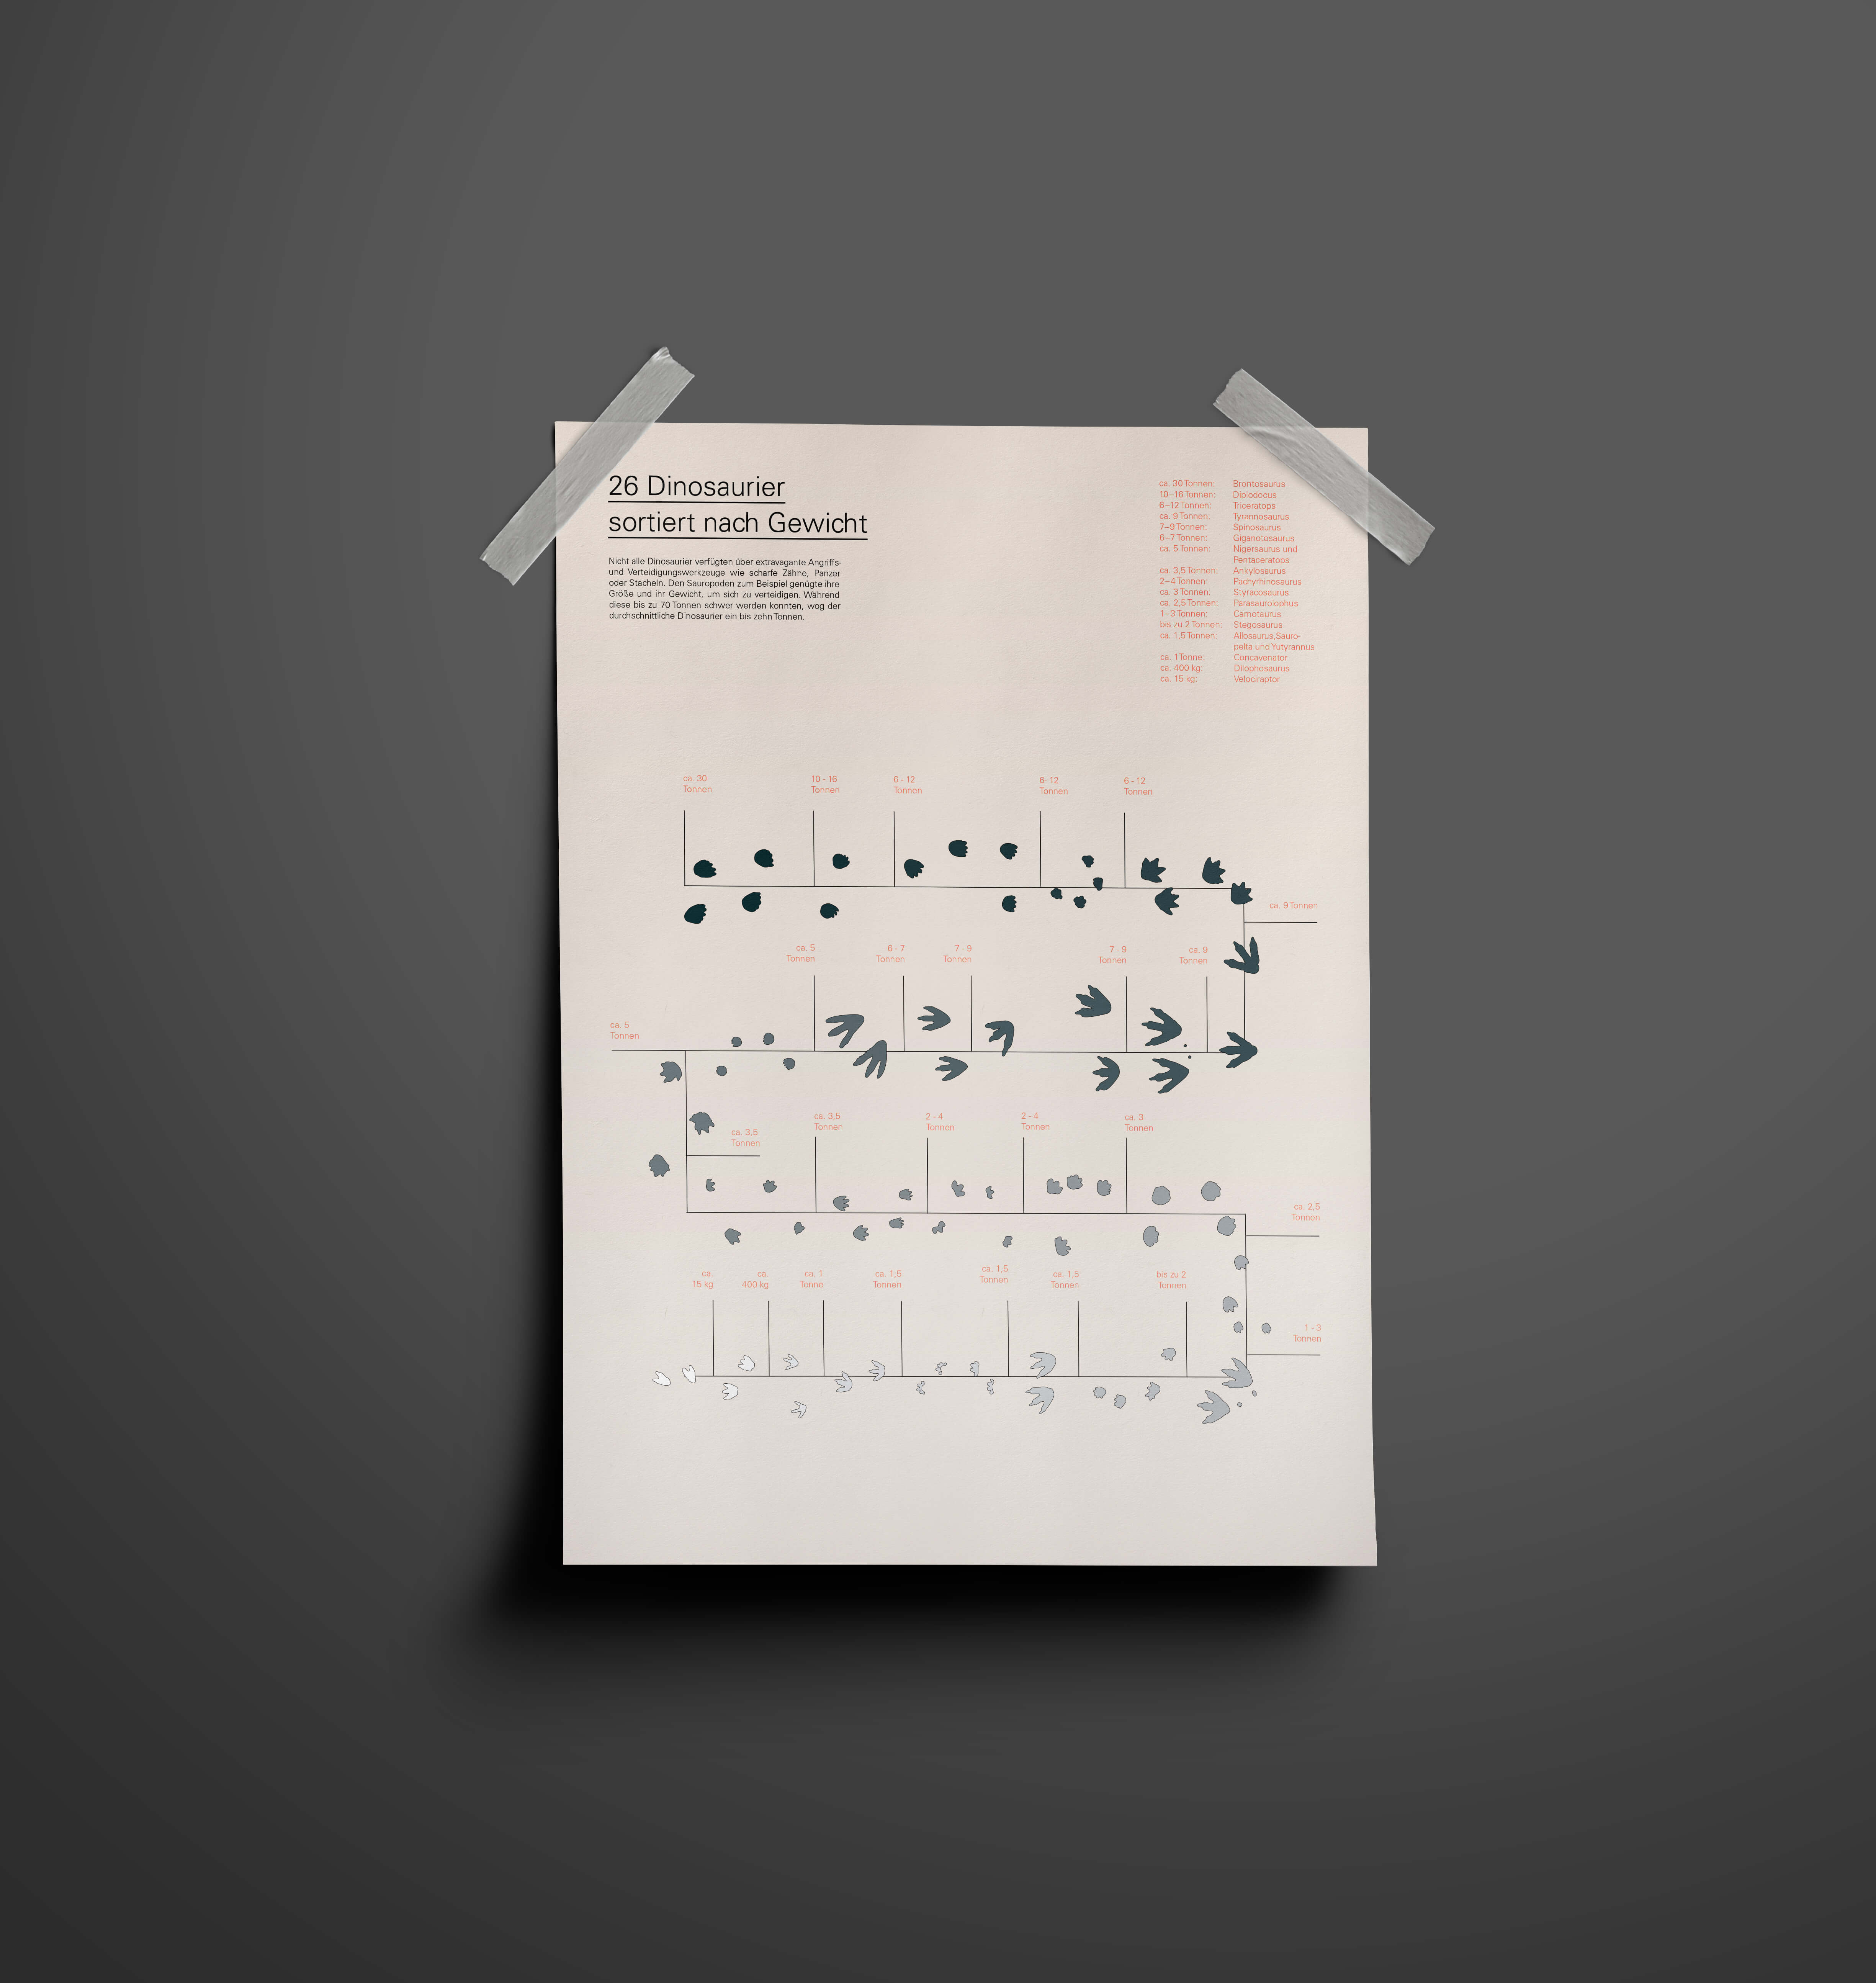 26 Dinosaurier
sortiert nach Gewicht
Nicht alle Dinosaurier verfügten über extravagante Angriffs-
und Verteidigungswerkzeuge wie scharfe Zähne, Panzer
oder Stacheln. Den Sauropoden zum Beispiel genügte ihre
Größe und ihr Gewicht, um sich zu verteidigen. Während
diese bis zu 70 Tonnen schwer werden konnten, wog der
durchschnittliche Dinosaurier ein bis zehn Tonnen.
ca. 30 Tonnen: Brontosaurus
10–16 Tonnen: Diplodocus
6–12 Tonnen: Triceratops
ca. 9 Tonnen: Tyrannosaurus
7–9 Tonnen: Spinosaurus
6–7 Tonnen: Giganotosaurus
ca. 5 Tonnen: Nigersaurus und
Pentaceratops
ca. 3,5 Tonnen: Ankylosaurus
2–4 Tonnen: Pachyrhinosaurus
ca. 3 Tonnen: Styracosaurus
ca. 2,5 Tonnen: Parasaurolophus
1–3 Tonnen: Carnotaurus
bis zu 2 Tonnen: Stegosaurus
ca. 1,5 Tonnen: Allosaurus, Sauro-
pelta und Yutyrannus
ca. 1 Tonne: Concavenator
ca. 400 kg: Dilophosaurus
ca. 15 kg: Velociraptor
ca. 30
Tonnen
10 - 16
Tonnen
6 - 12
Tonnen
6- 12
Tonnen
6 - 12
Tonnen
ca. 9 Tonnen
ca. 5
Tonnen
6 - 7
Tonnen
7 - 9
Tonnen
7 - 9
Tonnen
ca. 9
Tonnen
ca. 5
Tonnen
ca. 3,5
Tonnen
ca. 3,5
Tonnen
2 - 4
Tonnen
2 - 4
Tonnen
ca. 3
Tonnen
ca. 2,5
Tonnen
ca.
15 kg
ca.
400 kg
ca. 1
Tonne
ca. 1,5
Tonnen
ca. 1,5
Tonnen
ca. 1,5
Tonnen
bis zu 2
Tonnen
1 - 3
Tonnen